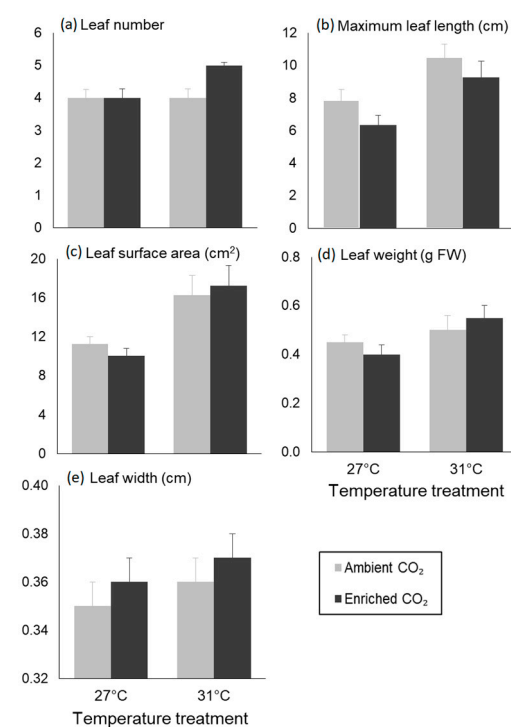 (a) Leaf number
6
5
4
3
2
1
0
(b) Maximum leaf length (cm)
12
10
8
6
4
2
0
(c) Leaf surface area (cm²)
20
16
12
8
4
0
(d) Leaf weight (g FW)
0.8
0.6
0.4
0.2
0.0
27°C 31°C
Temperature treatment
(e) Leaf width (cm)
0.40
0.38
0.36
0.34
0.32
27°C 31°C
Temperature treatment
Ambient CO₂
Enriched CO₂